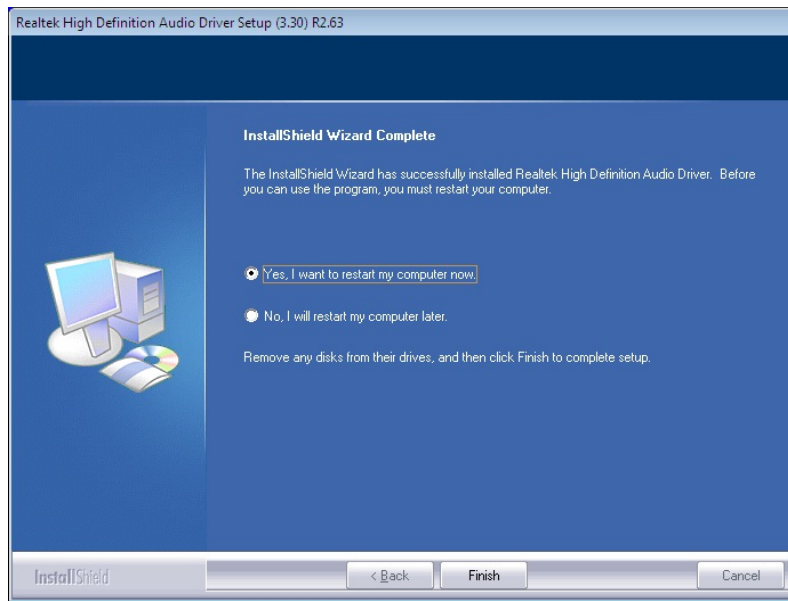 Realtek High Definition Audio Driver Setup (3.30) R2.63
InstallShield Wizard Complete
The InstallShield Wizard has successfully installed Realtek High Definition Audio Driver.  Before
you can use the program, you must restart your computer.
Yes, I want to restart my computer now.
No, I will restart my computer later.
Remove any disks from their drives, and then click Finish to complete setup.
InstallShield
< Back
Finish
Cancel